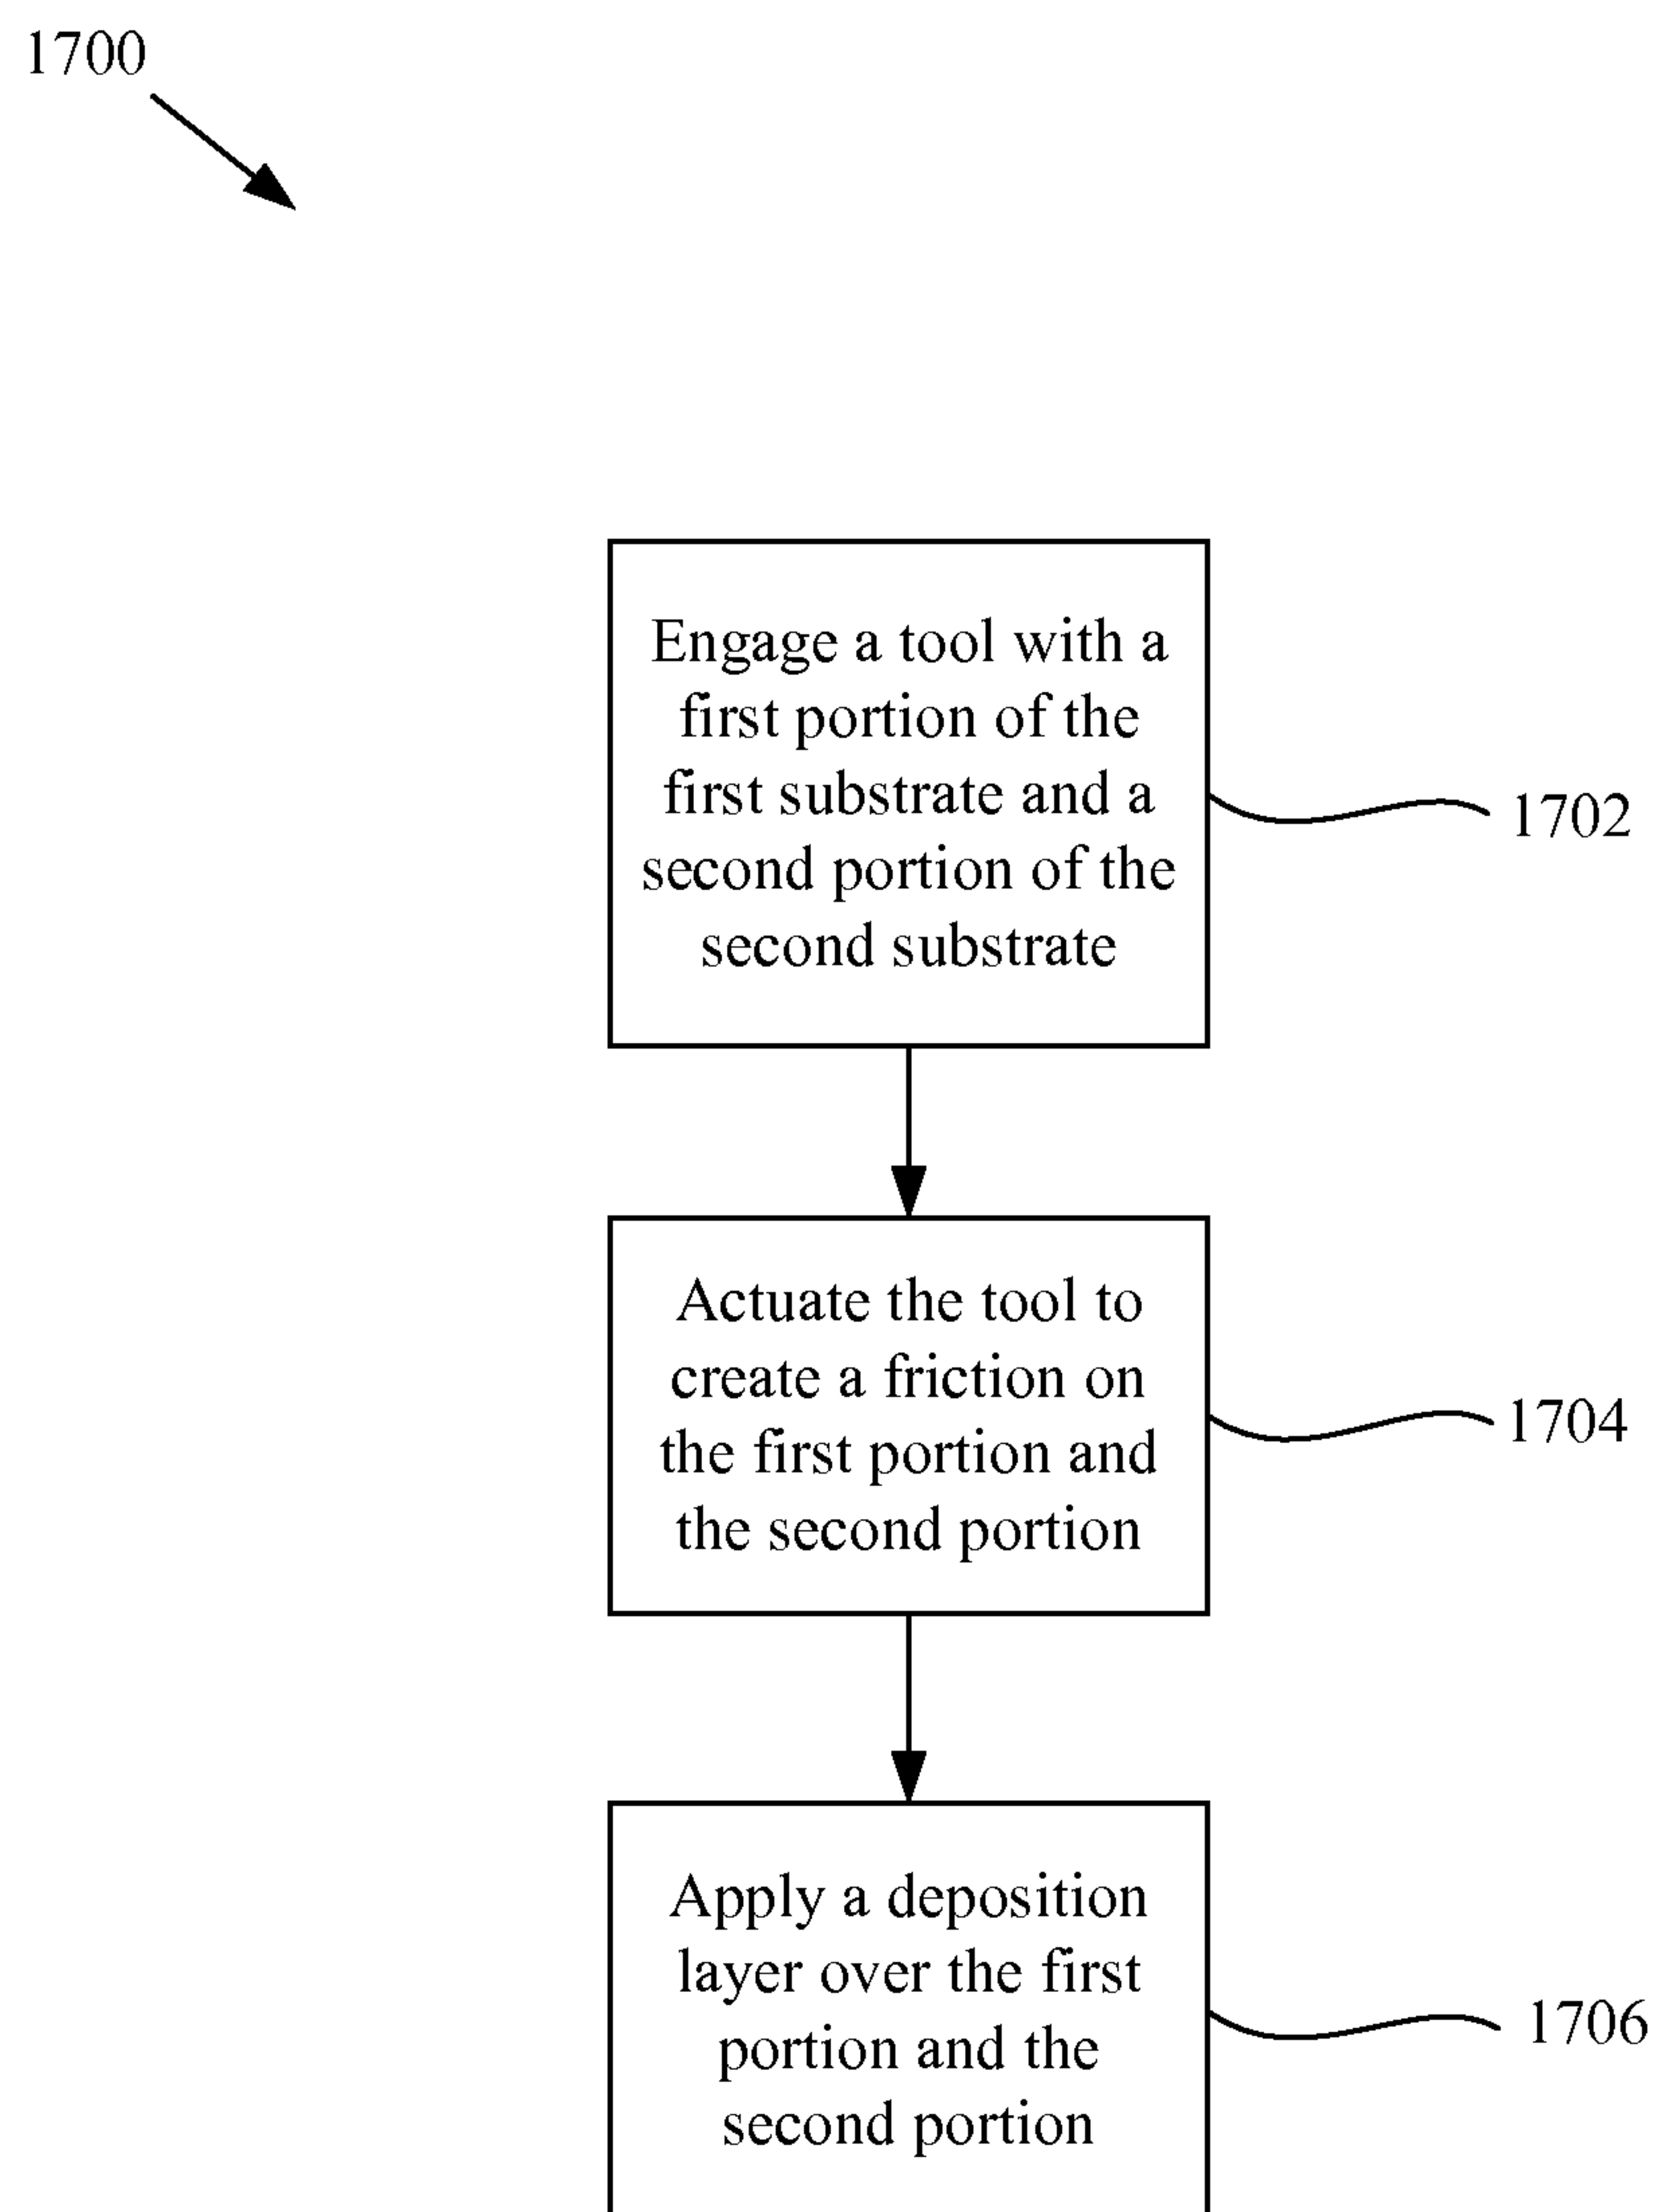 1700
Engage a tool with a
first portion of the
first substrate and a
second portion of the
second substrate
1702
Actuate the tool to
create a friction on
the first portion and
the second portion
1704
Apply a deposition
layer over the first
portion and the
second portion
1706